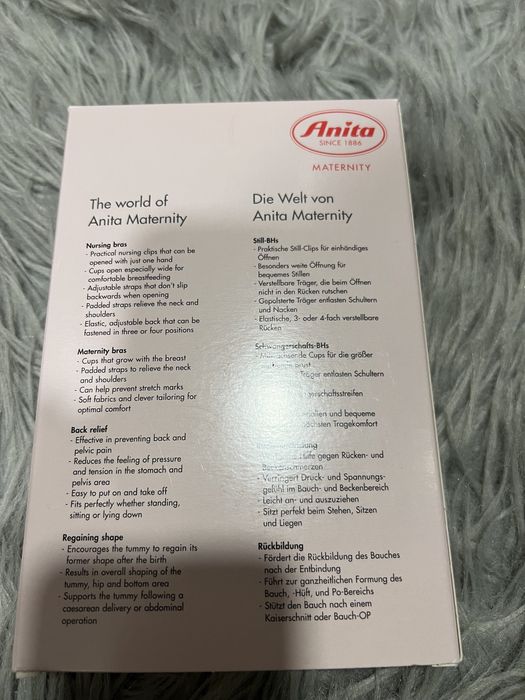 Anita
SINCE 1886
MATERNITY
The world of
Anita Maternity
Nursing bras
- Practical nursing clips that can be
opened with just one hand
- Cups open especially wide for
comfortable breastfeeding
- Adjustable straps that don't slip
backwards when opening
- Padded straps relieve the neck and
shoulders
- Elastic, adjustable back that can be
fastened in three or four positions
Maternity bras
- Cups that grow with the breast
- Padded straps to relieve the neck
and shoulders
- Can help prevent stretch marks
- Soft fabrics and clever tailoring for
optimal comfort
Back relief
- Effective in preventing back and
pelvic pain
- Reduces the feeling of pressure
and tension in the stomach and
pelvis area
- Easy to put on and take off
- Fits perfectly whether standing,
sitting or lying down
Regaining shape
- Encourages the tummy to regain its
former shape after the birth
- Results in overall shaping of the
tummy, hip and bottom area
- Supports the tummy following a
caesarean delivery or abdominal
operation
Die Welt von
Anita Maternity
Still-BHs
- Praktische Still-Clips für einhändiges
Öffnen
- Besonders weite Öffnung für
bequemes Stillen
- Verstellbare Träger, die beim Öffnen
nicht in den Rücken rutschen
- Gepolsterte Träger entlasten Schultern
und Nacken
- Elastische, 3- oder 4-fach verstellbare
Rücken
Schwangerschafts-BHs
Cups für die größer
Träger entlasten Schultern
und bequeme
Tragekomfort
gegen Rücken- und
- Verringert Druck- und Spannungs-
gefühl im Bauch- und Beckenbereich
- Leicht an- und auszuziehen
- Sitzt perfekt beim Stehen, Sitzen
und Liegen
Rückbildung
- Fördert die Rückbildung des Bauches
nach der Entbindung
- Führt zur ganzheitlichen Formung des
Bauch, -Hüft, und Po-Bereichs
- Stützt den Bauch nach einem
Kaiserschnitt oder Bauch-OP